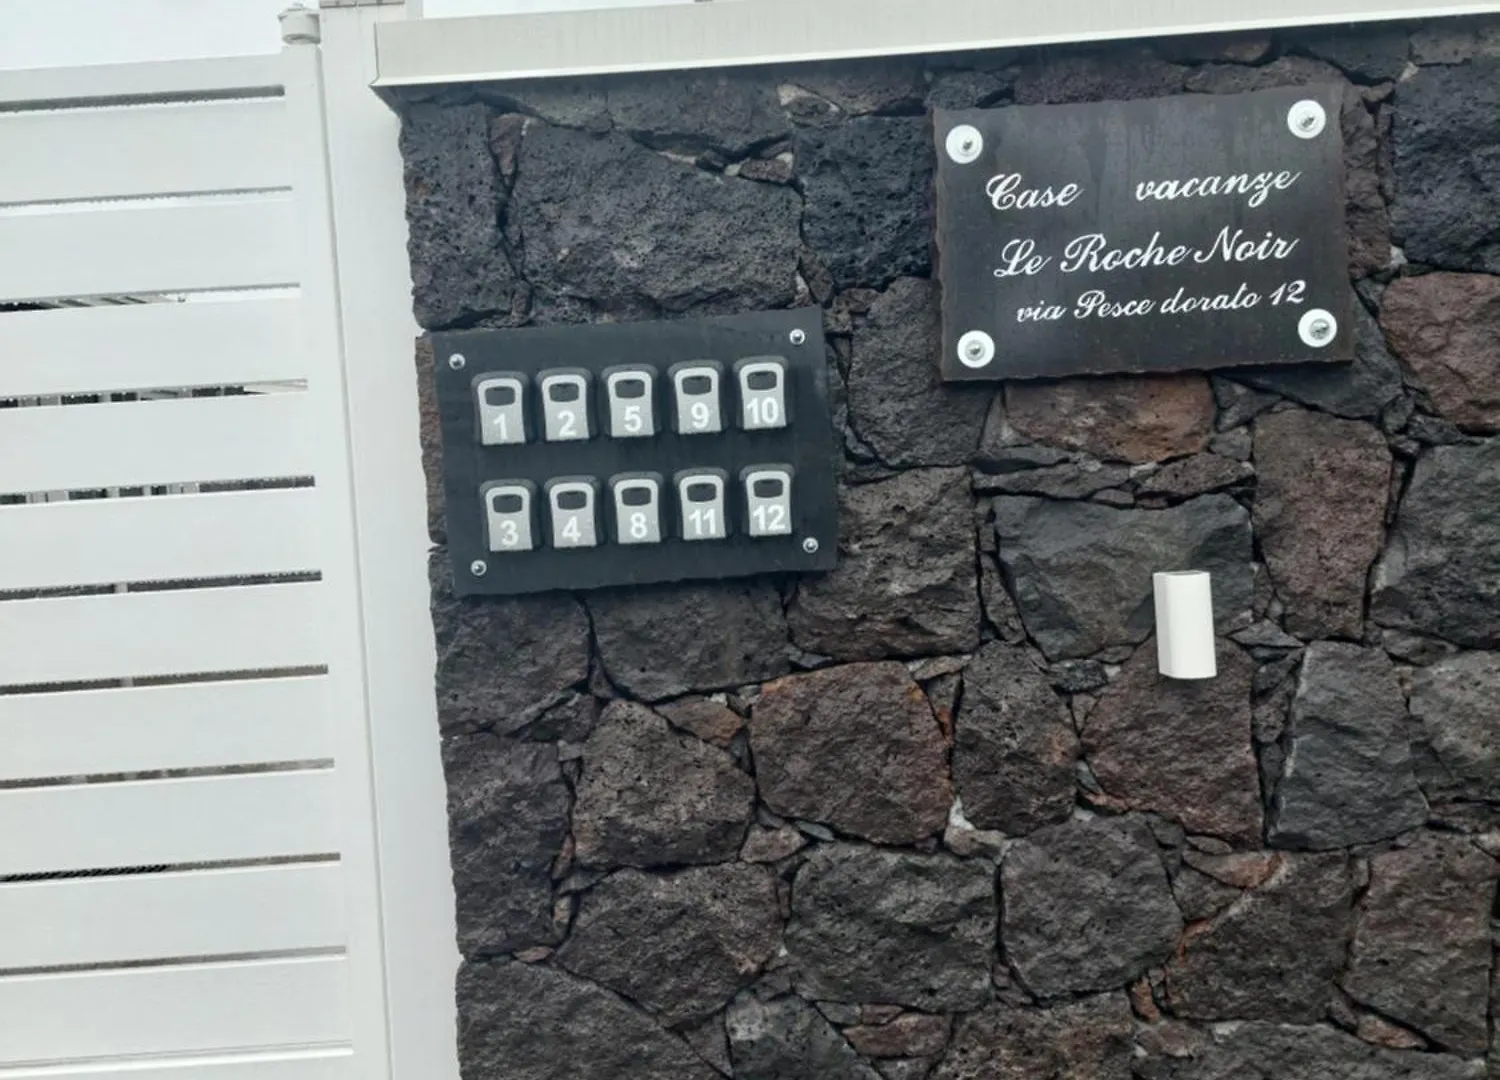 Case vacanze
Le Roche Noir
via Pesce dorato 12
1 2 5 9 10
3 4 8 11 12